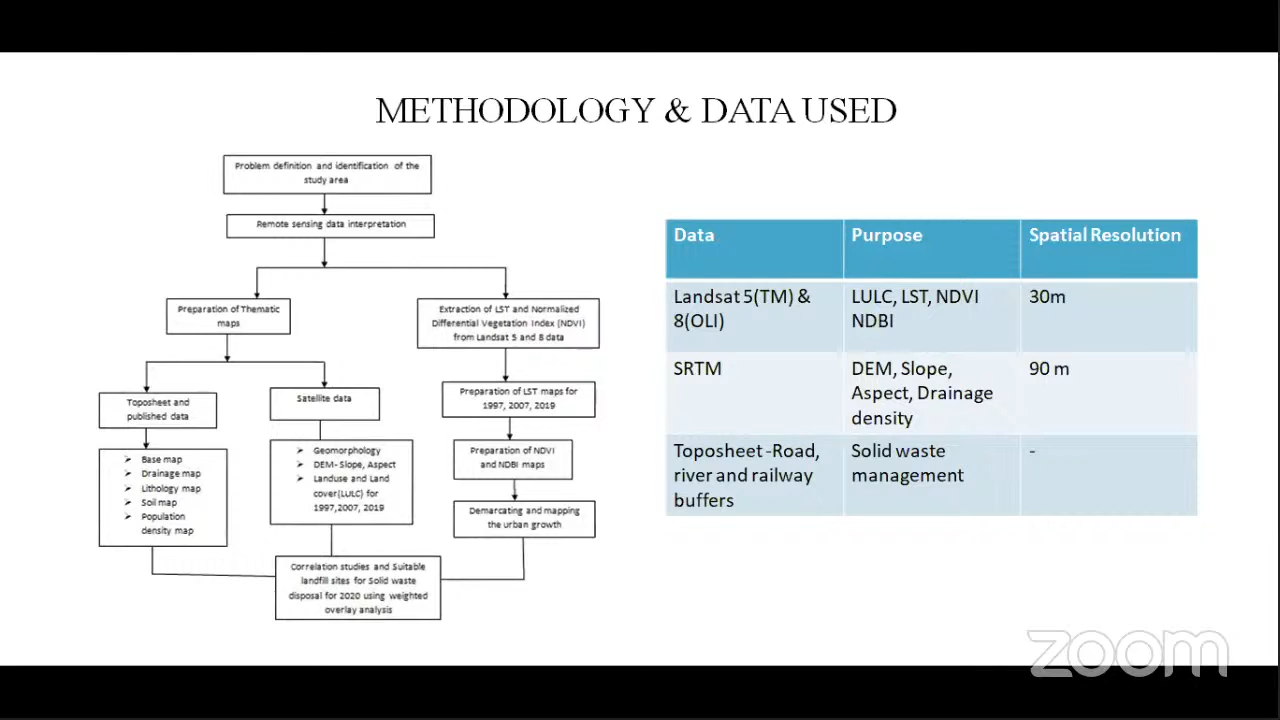 METHODOLOGY & DATA USED
Problem definition and identification of the
study area
Remote sensing data interpretation
Preparation of Thematic
maps
Extraction of LST and Normalized
Differential Vegetation Index (NDVI)
from Landsat 5 and 8 data
Toposheet and
published data
Satellite data
Preparation of LST maps for
1997, 2007, 2019
Base map
Drainage map
Lithology map
Soil map
Population
density map
Geomorphology
DEM- Slope, Aspect
Landuse and Land
cover(LULC) for
1997,2007, 2019
Preparation of NDVI
and NDBI maps
Demarcating and mapping
the urban growth
Correlation studies and Suitable
landfill sites for Solid waste
disposal for 2020 using weighted
overlay analysis
Data
Purpose
Spatial Resolution
Landsat 5(TM) &
8(OLI)
LULC, LST, NDVI
NDBI
30m
SRTM
DEM, Slope,
Aspect, Drainage
density
90 m
Toposheet -Road,
river and railway
buffers
Solid waste
management
-
zoom